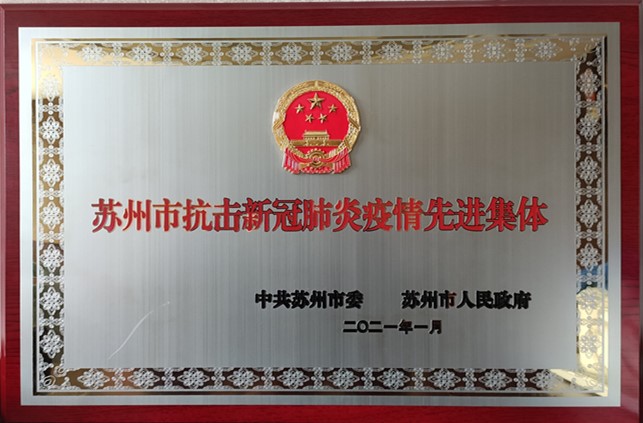 苏州市抗击新冠肺炎疫情先进集体
中共苏州市委 苏州市人民政府
二〇二一年一月